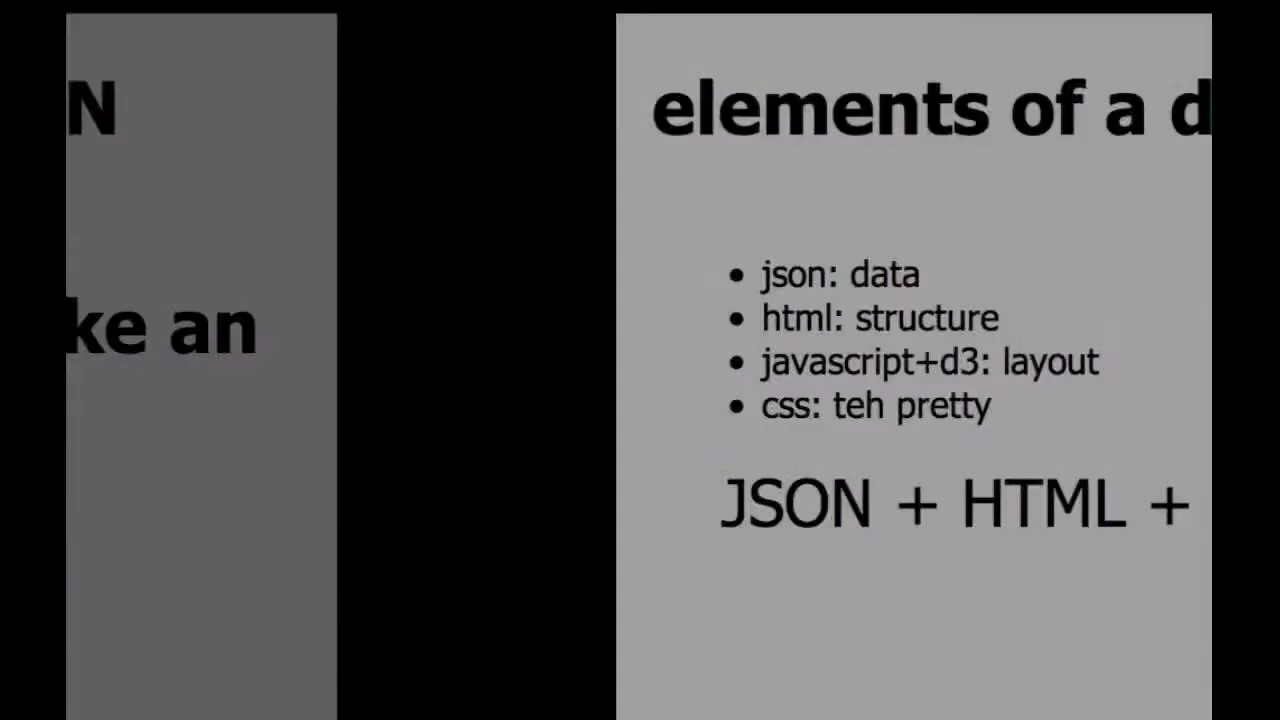 N
ke an
elements of a d
json: data
html: structure
javascript+d3: layout
css: teh pretty
JSON + HTML +